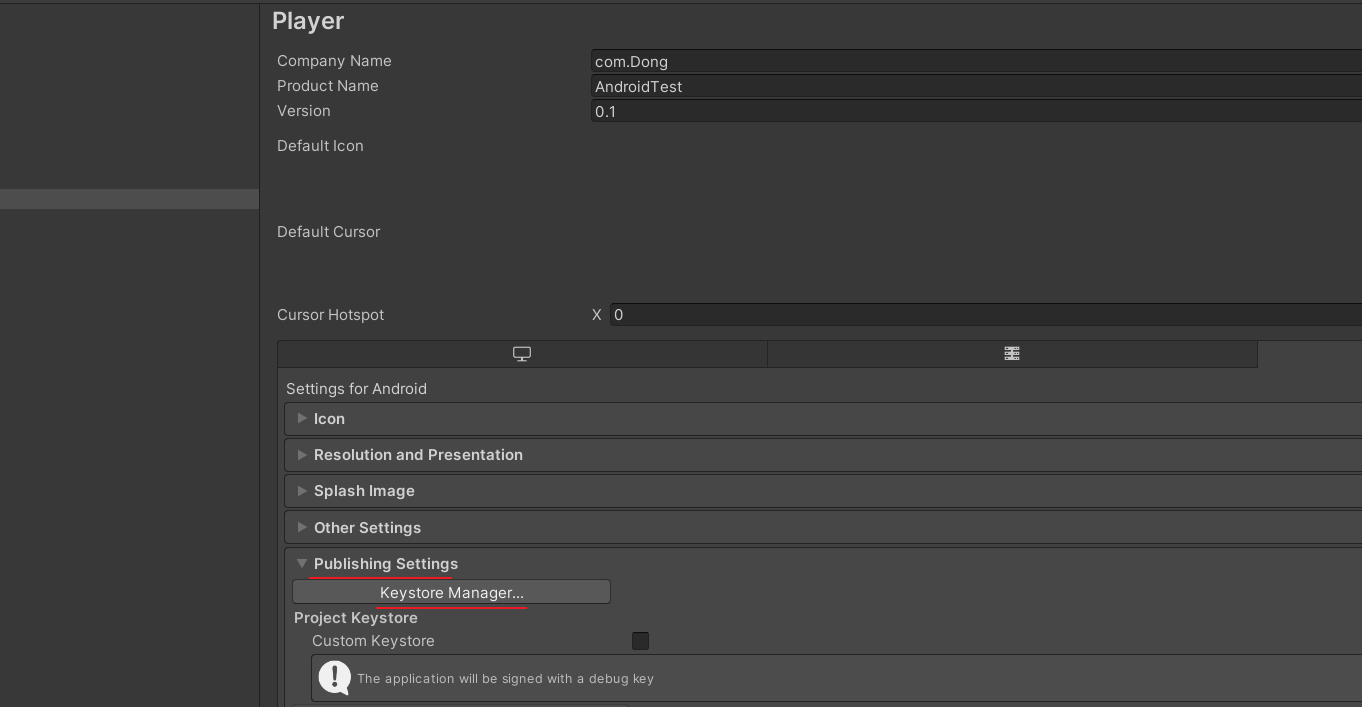 Player
Company Name com.Dong
Product Name AndroidTest
Version 0.1
Default Icon
Default Cursor
Cursor Hotspot X 0
Settings for Android
Icon
Resolution and Presentation
Splash Image
Other Settings
Publishing Settings
Keystore Manager...
Project Keystore
Custom Keystore
The application will be signed with a debug key